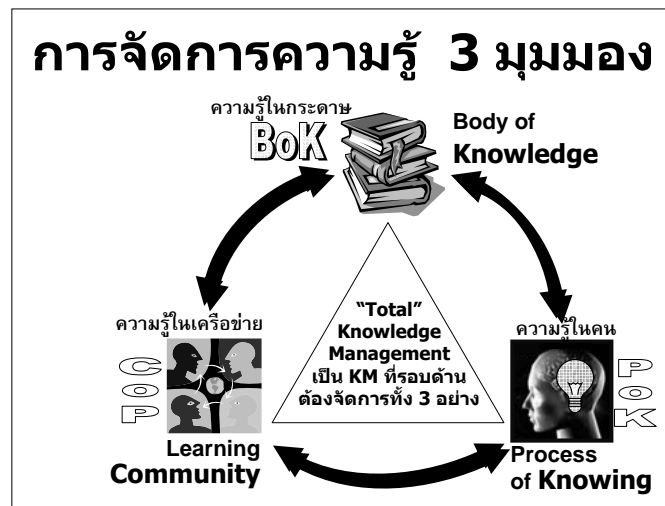 การจัดการความรู้ 3 มุมมอง
ความรู้ในกระดาษ
BoK
Body of
Knowledge
"Total"
Knowledge
Management
เป็น KM ที่รอบด้าน
ต้องจัดการทั้ง 3 อย่าง
ความรู้ในเครือข่าย
COP
Learning
Community
ความรู้ในคน
POK
Process
of Knowing